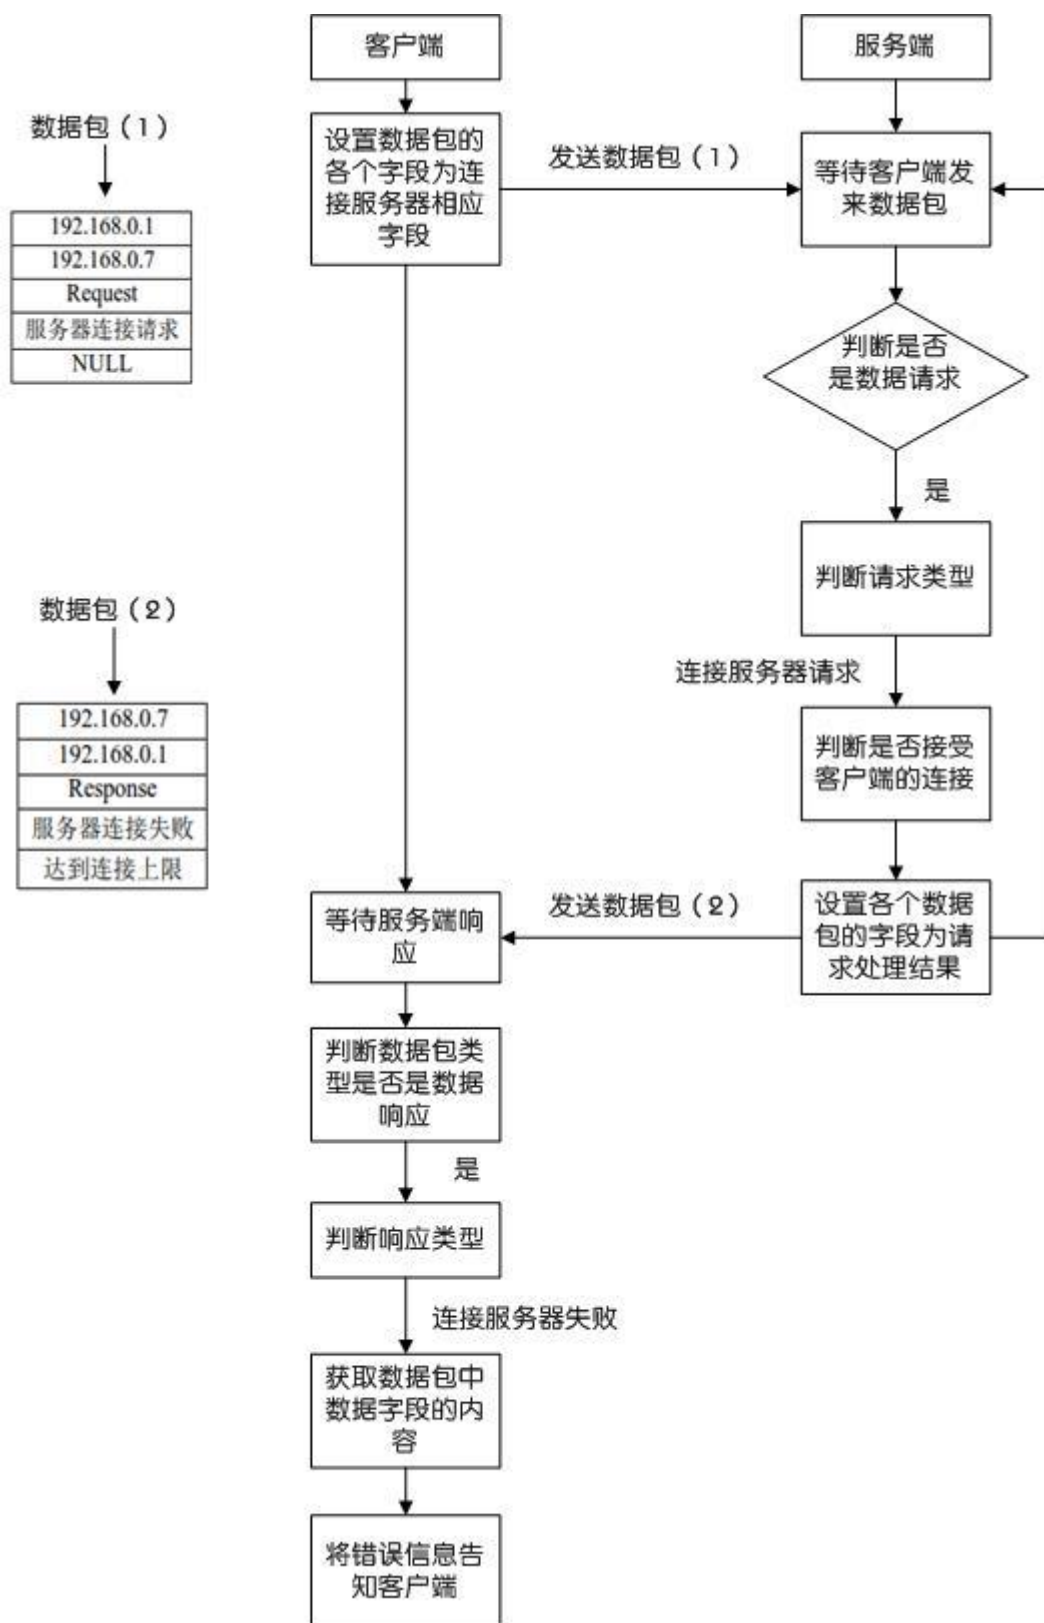 客户端
服务端
数据包（1）
192.168.0.1
192.168.0.7
Request
服务器连接请求
NULL
设置数据包的
各个字段为连
接服务器相应
字段
发送数据包（1）
等待客户端发
来数据包
判断是否
是数据请求
是
判断请求类型
连接服务器请求
判断是否接受
客户端的连接
数据包（2）
192.168.0.7
192.168.0.1
Response
服务器连接失败
达到连接上限
设置各个数据
包的字段为请
求处理结果
发送数据包（2）
等待服务端响
应
判断数据包类
型是否是数据
响应
是
判断响应类型
连接服务器失败
获取数据包中
数据字段的内
容
将错误信息告
知客户端